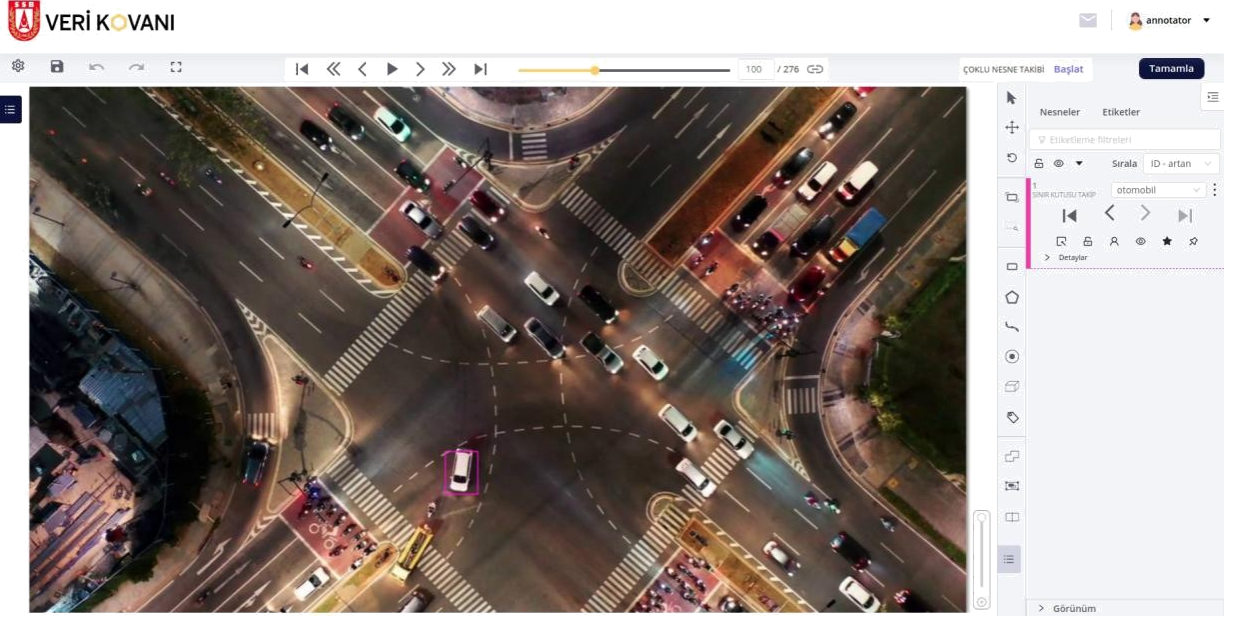 SSB
VERİ KOVANI
annotator
100 / 276
ÇOKLU NESNE TAKİBİ Başlat
Tamamla
Nesneler Etiketler
Etiketleme filtreleri
Sırala ID - artan
1
SINIR KUTUSU TAKİP
otomobil
Detaylar
Görünüm